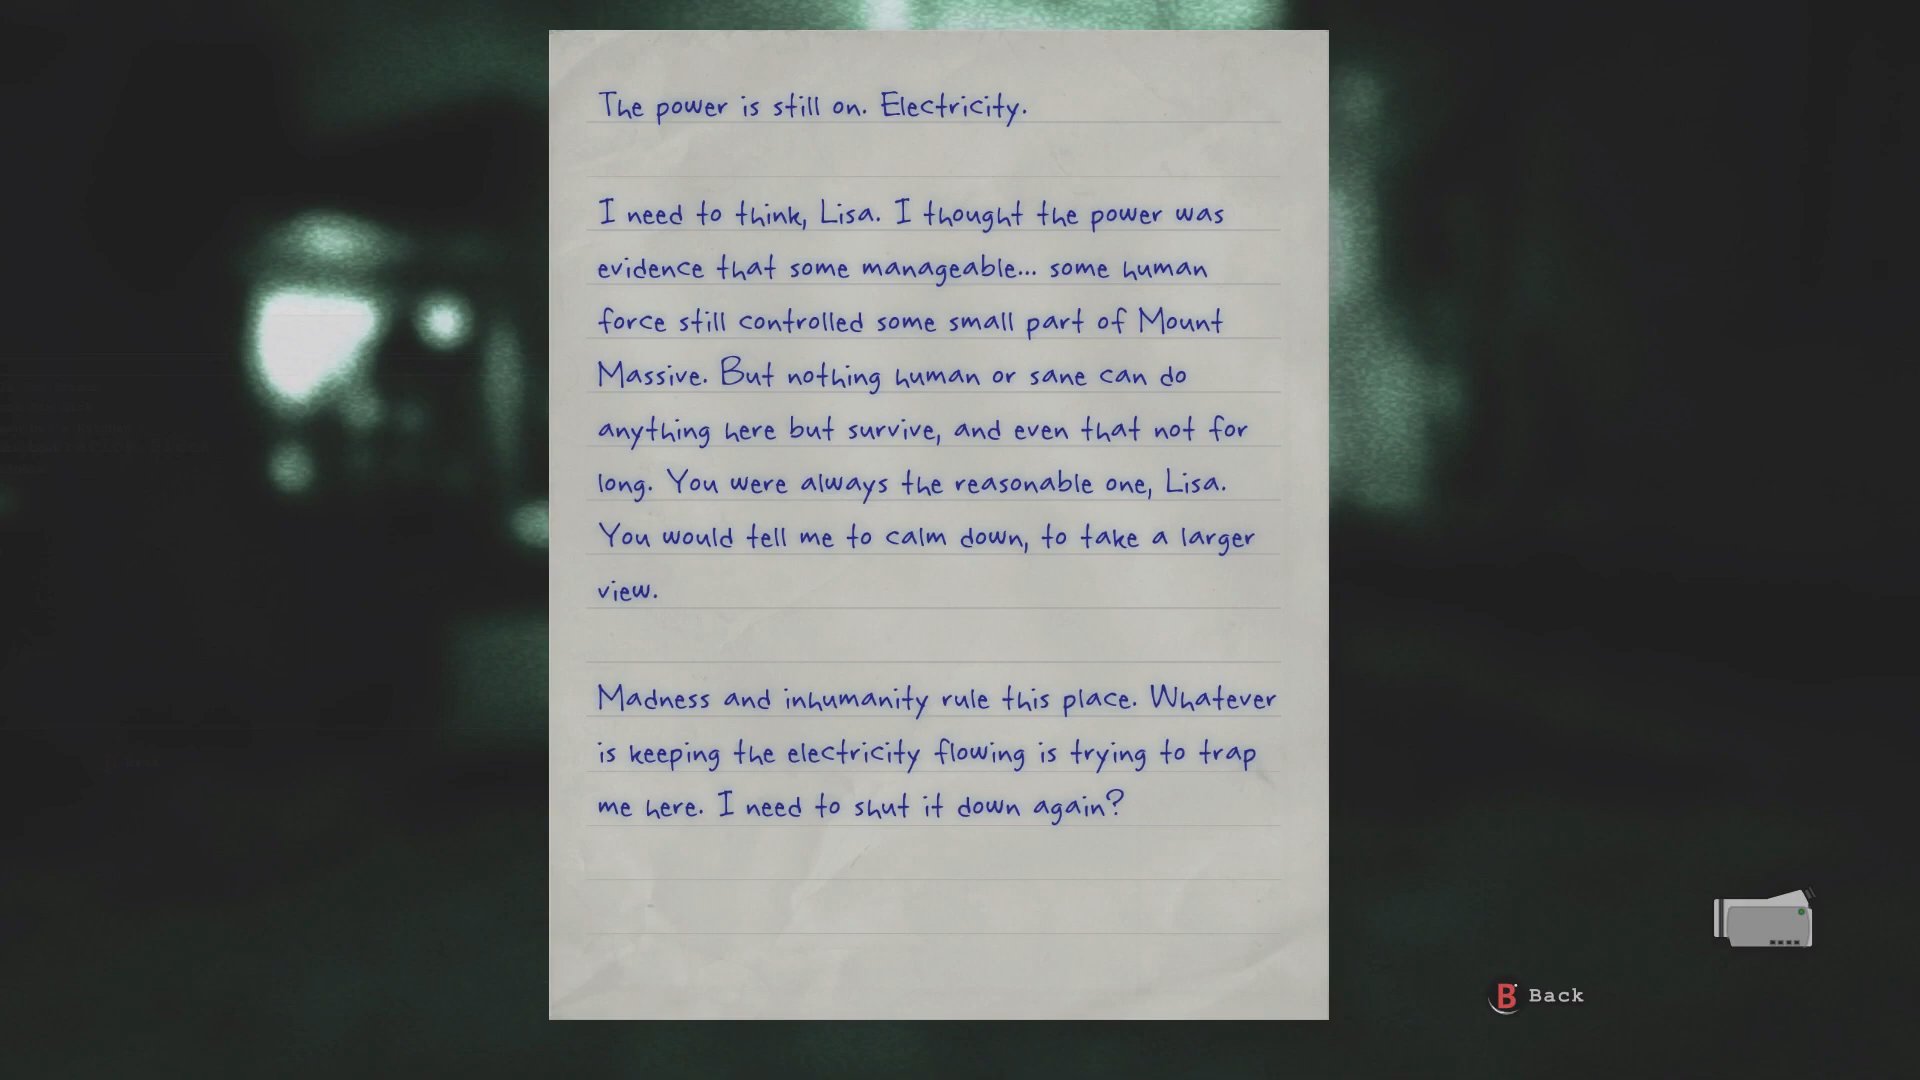 The power is still on. Electricity.
I need to think, Lisa. I thought the power was
evidence that some manageable... some human
force still controlled some small part of Mount
Massive. But nothing human or sane can do
anything here but survive, and even that not for
long. You were always the reasonable one, Lisa.
You would tell me to calm down, to take a larger
view.
Madness and inhumanity rule this place. Whatever
is keeping the electricity flowing is trying to trap
me here. I need to shut it down again?
B Back